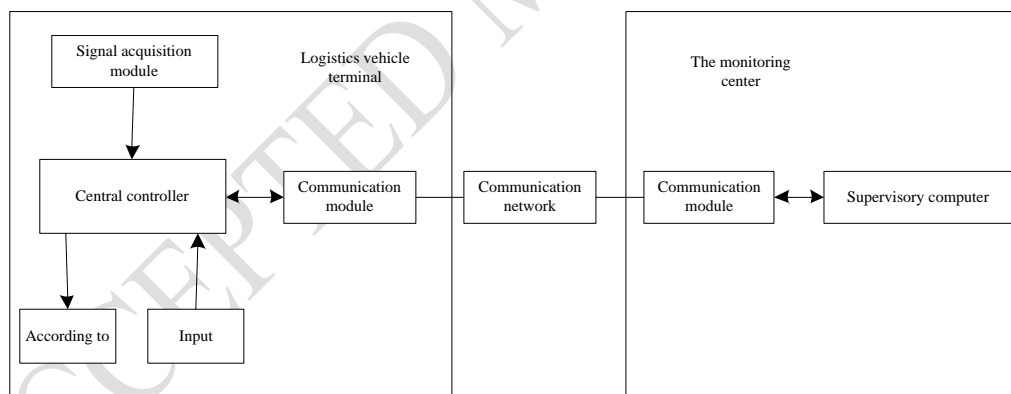 Signal acquisition
module
Logistics vehicle
terminal
The monitoring
center
Central controller
Communication
module
Communication
network
Communication
module
Supervisory computer
According to
Input
CCEPTED M